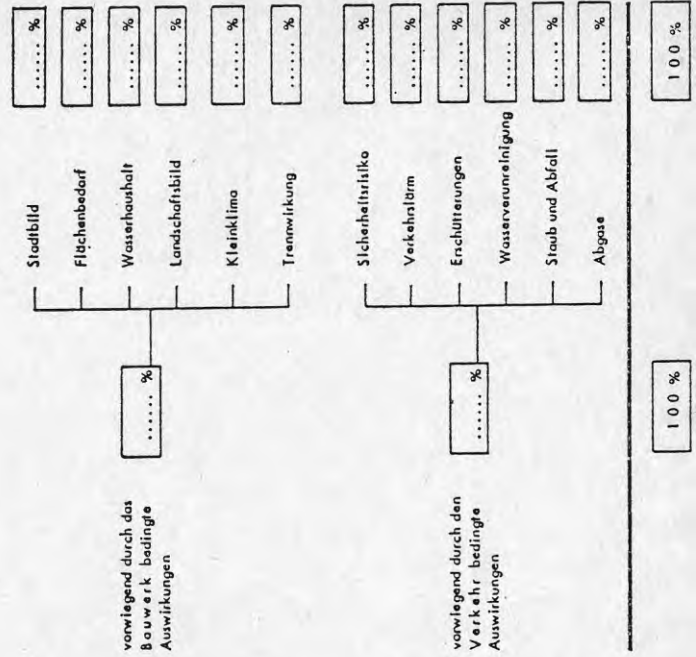 vorwiegend durch das
Bauwerk bedingte
Auswirkungen
...... %
Stadtbild
...... %
Flächenbedarf
...... %
Wasserhaushalt
...... %
Landschaftsbild
...... %
Kleinklima
...... %
Trennwirkung
...... %
vorwiegend durch den
Verkehr bedingte
Auswirkungen
...... %
Sicherheitsrisiko
...... %
Verkehrslärm
...... %
Erschütterungen
...... %
Wasserverunreinigung
...... %
Staub und Abfall
...... %
Abgase
...... %
100 %
100 %